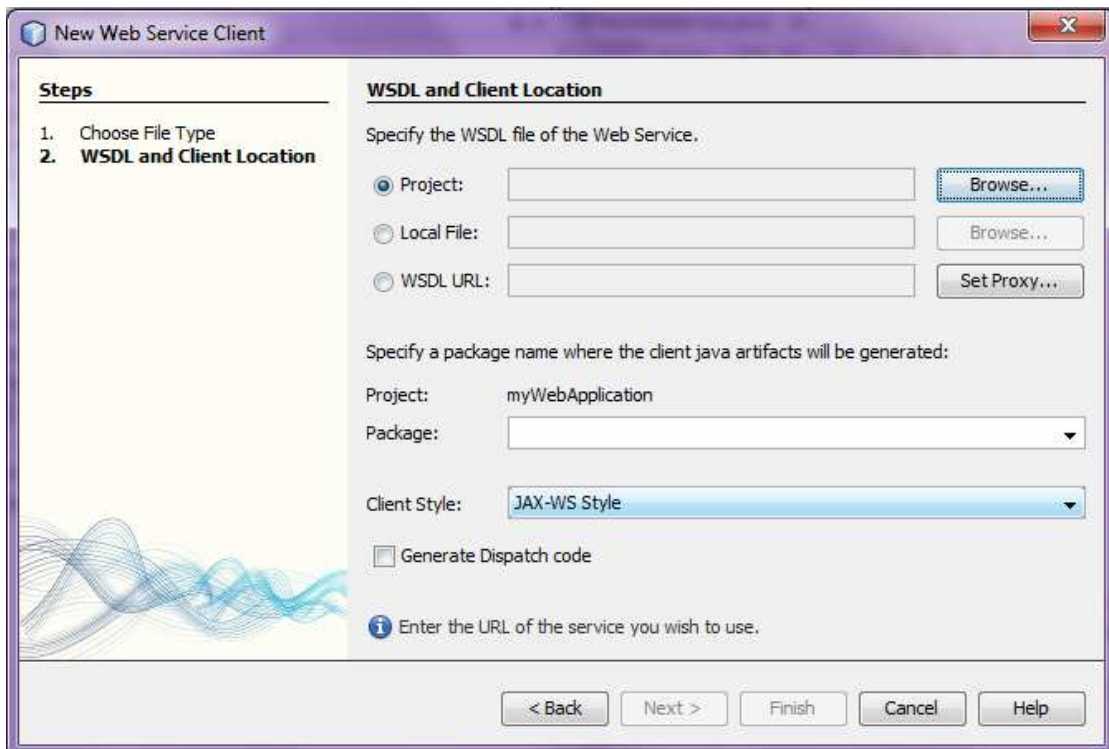 New Web Service Client
Steps
1. Choose File Type
2. WSDL and Client Location
WSDL and Client Location
Specify the WSDL file of the Web Service.
Project: Browse...
Local File: Browse...
WSDL URL: Set Proxy...
Specify a package name where the client java artifacts will be generated:
Project: myWebApplication
Package:
Client Style: JAX-WS Style
Generate Dispatch code
Enter the URL of the service you wish to use.
< Back Next > Finish Cancel Help